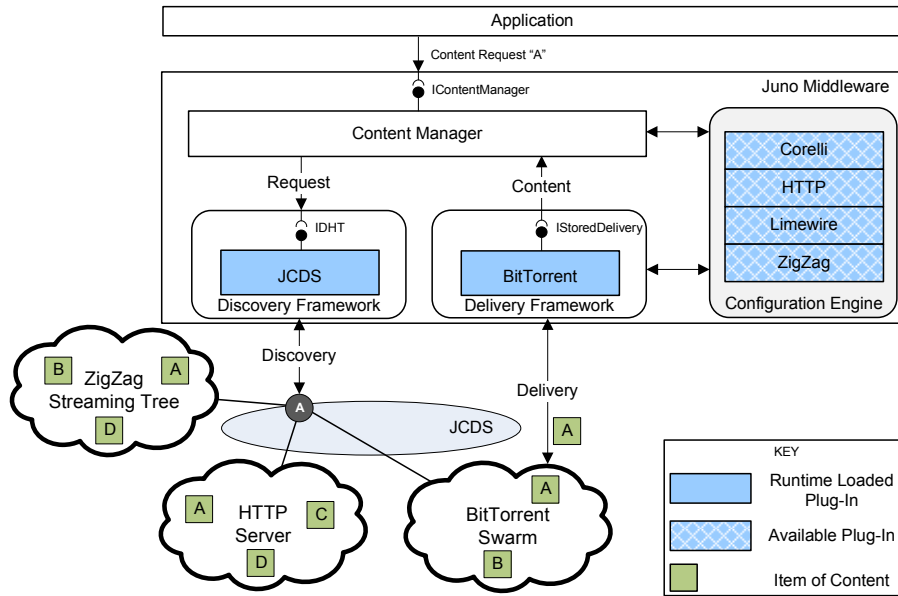 Application
Content Request "A"
Juno Middleware
IContentManager
Content Manager
Corelli
HTTP
Limewire
ZigZag
Configuration Engine
Request
Content
IDHT
IStoredDelivery
JCDS
BitTorrent
Discovery Framework
Delivery Framework
Discovery
Delivery
B
ZigZag
Streaming Tree
A
D
A
JCDS
A
A
HTTP
Server
C
D
A
BitTorrent
Swarm
B
KEY
Runtime Loaded
Plug-In
Available Plug-In
Item of Content